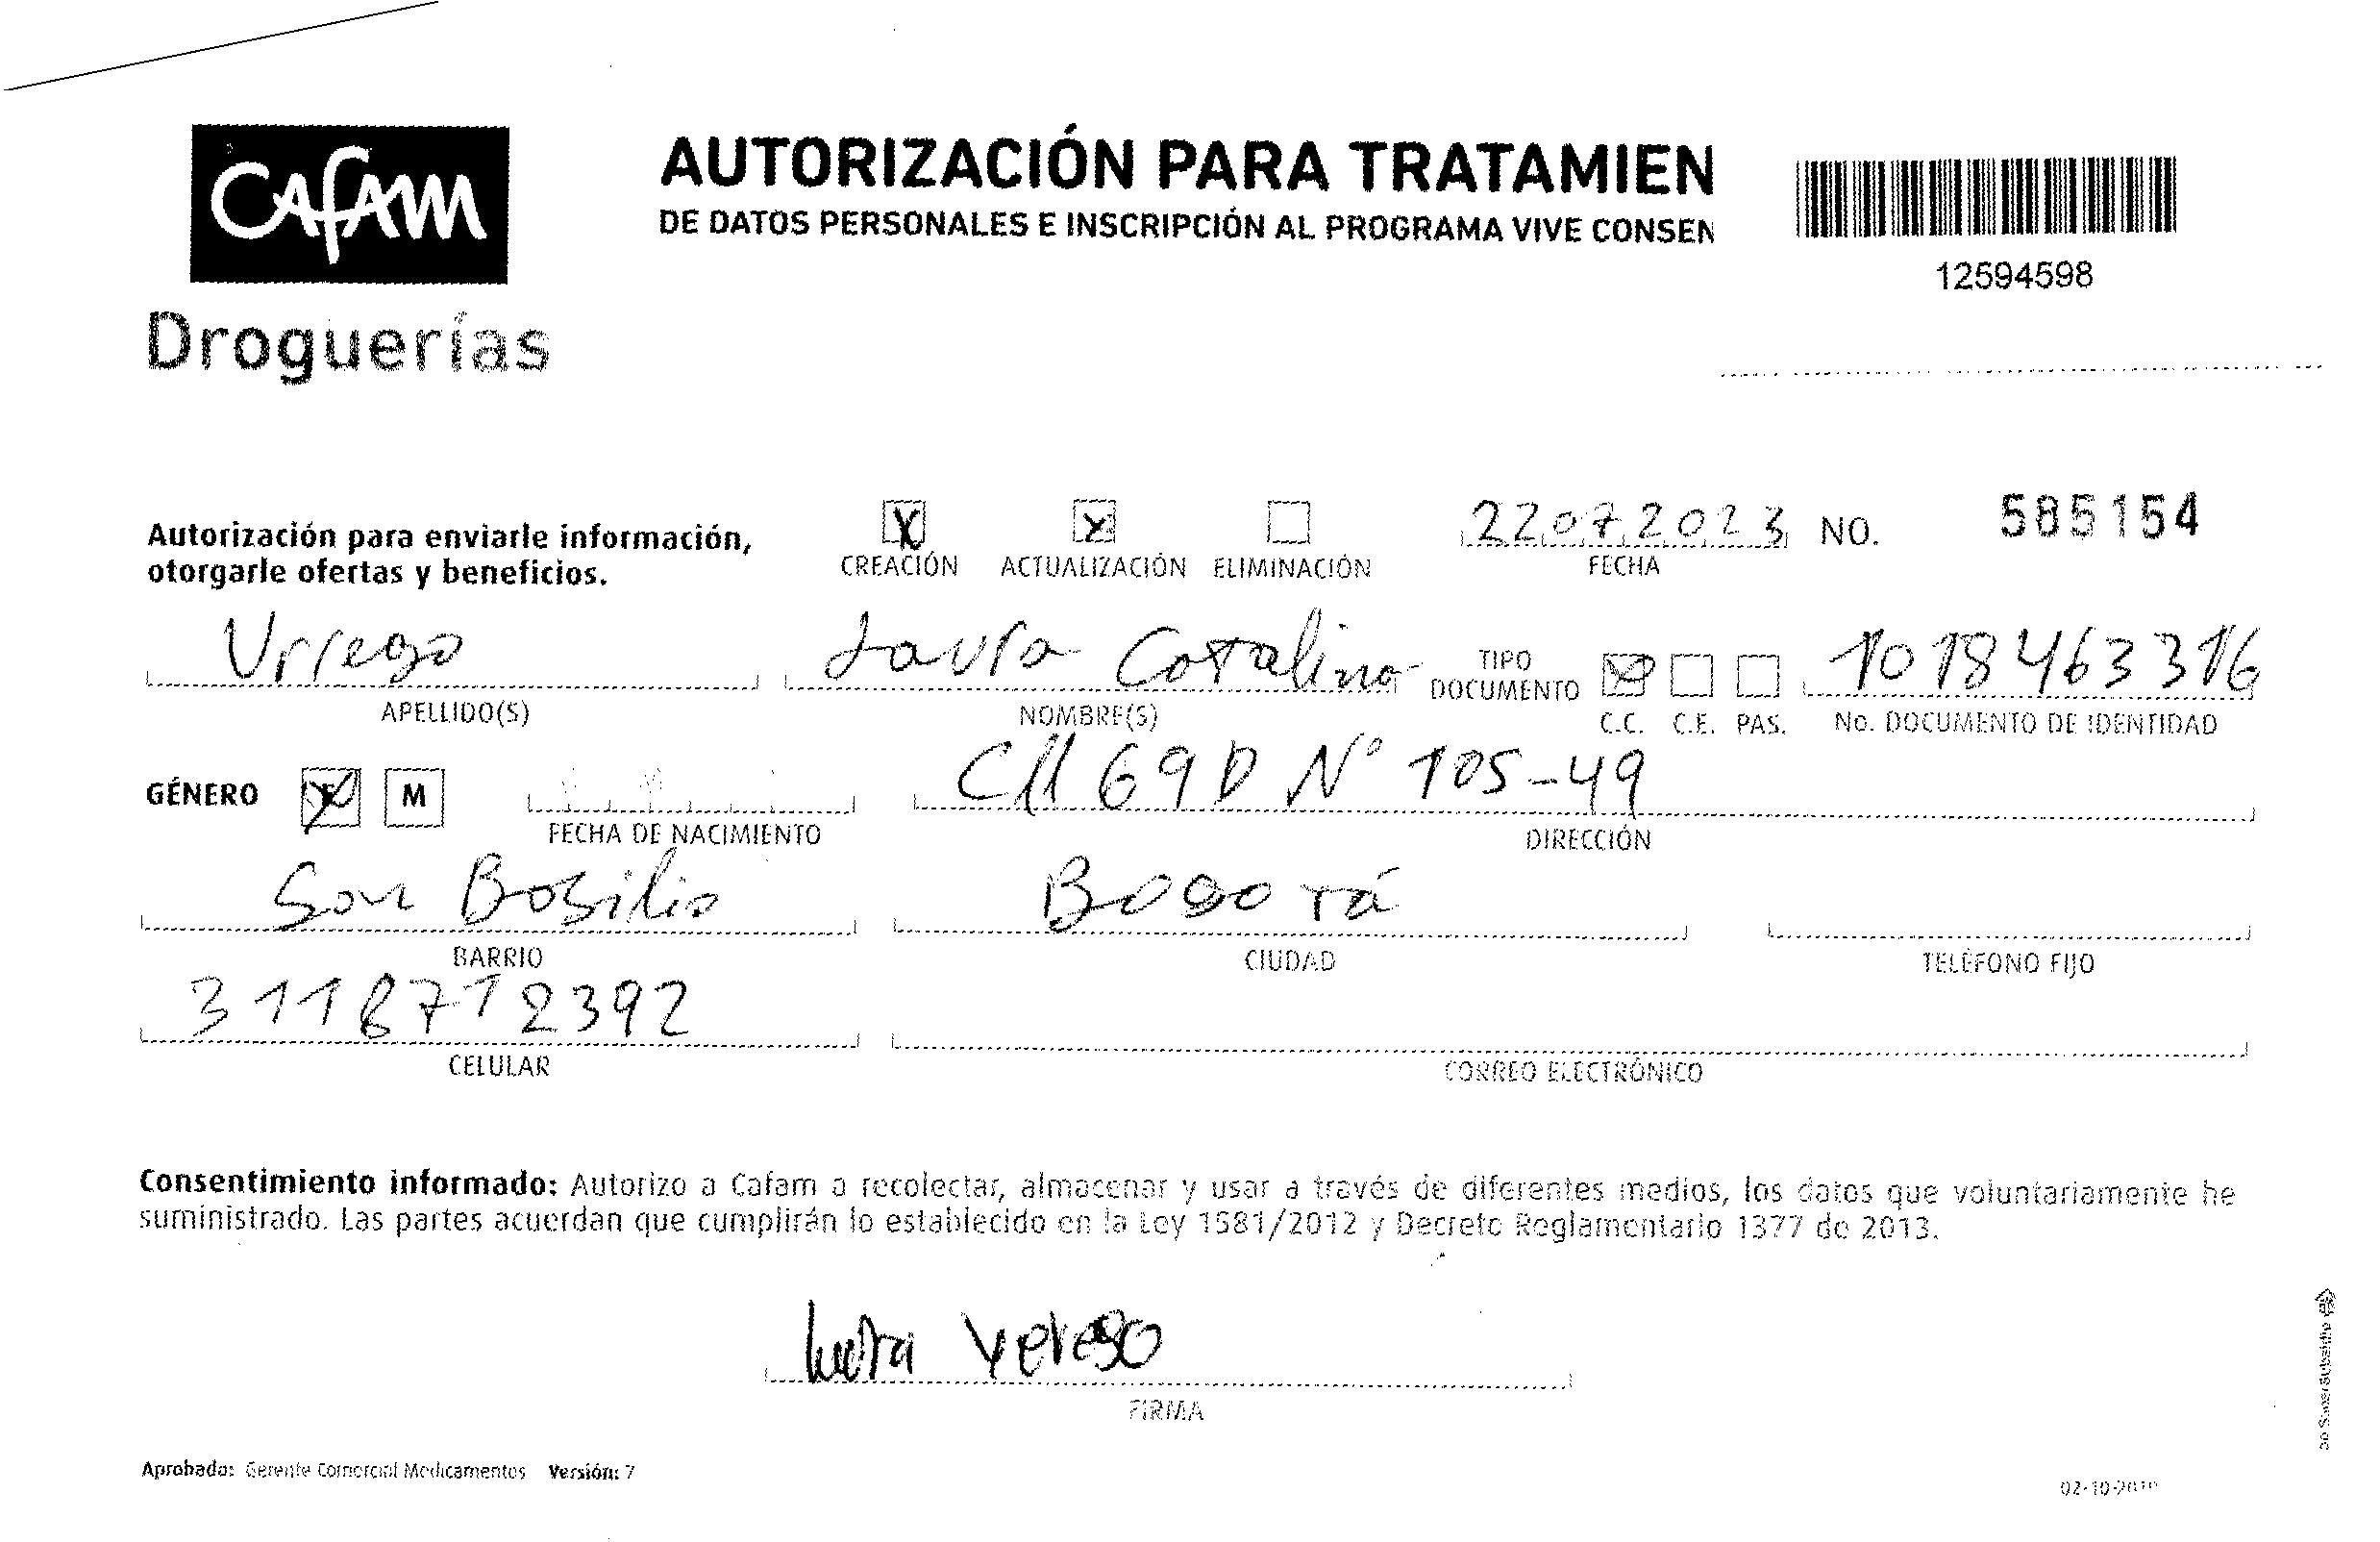 Cafam
Droguerías
AUTORIZACIÓN PARA TRATAMIEN
DE DATOS PERSONALES E INSCRIPCIÓN AL PROGRAMA VIVE CONSEN
12594598
Autorización para enviarle información,
otorgarle ofertas y beneficios.
X CREACIÓN X ACTUALIZACIÓN ELIMINACIÓN
22072023 NO. 585154
FECHA
Urrego Laura Catalina TIPO DOCUMENTO X 1018463316
APELLIDO(S) NOMBRE(S) C.C. C.E. PAS. No. DOCUMENTO DE IDENTIDAD
GÉNERO F M Cll 69D N° 105-49
FECHA DE NACIMIENTO DIRECCIÓN
San Basilio Bogotá
BARRIO CIUDAD TELÉFONO FIJO
3118712392
CELULAR CORREO ELECTRÓNICO
Consentimiento informado: Autorizo a Cafam a recolectar, almacenar y usar a través de diferentes medios, los datos que voluntariamente he
suministrado. Las partes acuerdan que cumplirán lo establecido en la Ley 1581/2012 y Decreto Reglamentario 1377 de 2013.
FIRMA
Aprobado: Gerente Comercial Medicamentos Versión: 7
02-10-